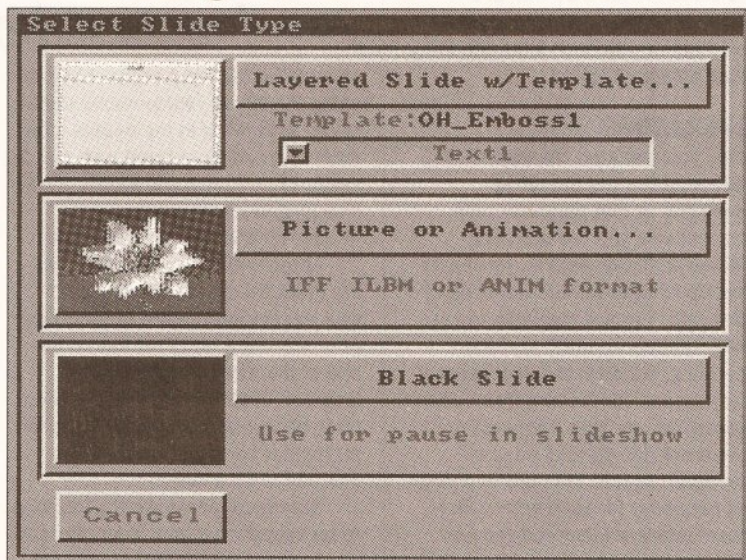 Select Slide Type
Layered Slide w/Template...
Template:OH_Emboss1
Text1
Picture or Animation...
IFF ILBM or ANIM format
Black Slide
Use for pause in slideshow
Cancel